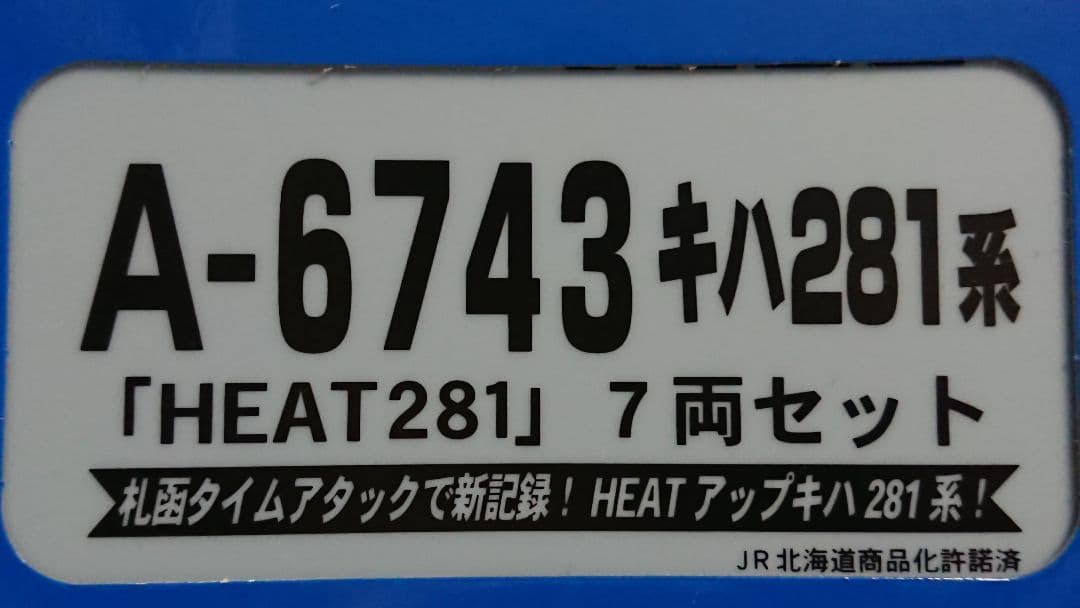 A-6743 キハ281系
「HEAT281」 7両セット
札函タイムアタックで新記録! HEATアップキハ281系!
JR北海道商品化許諾済